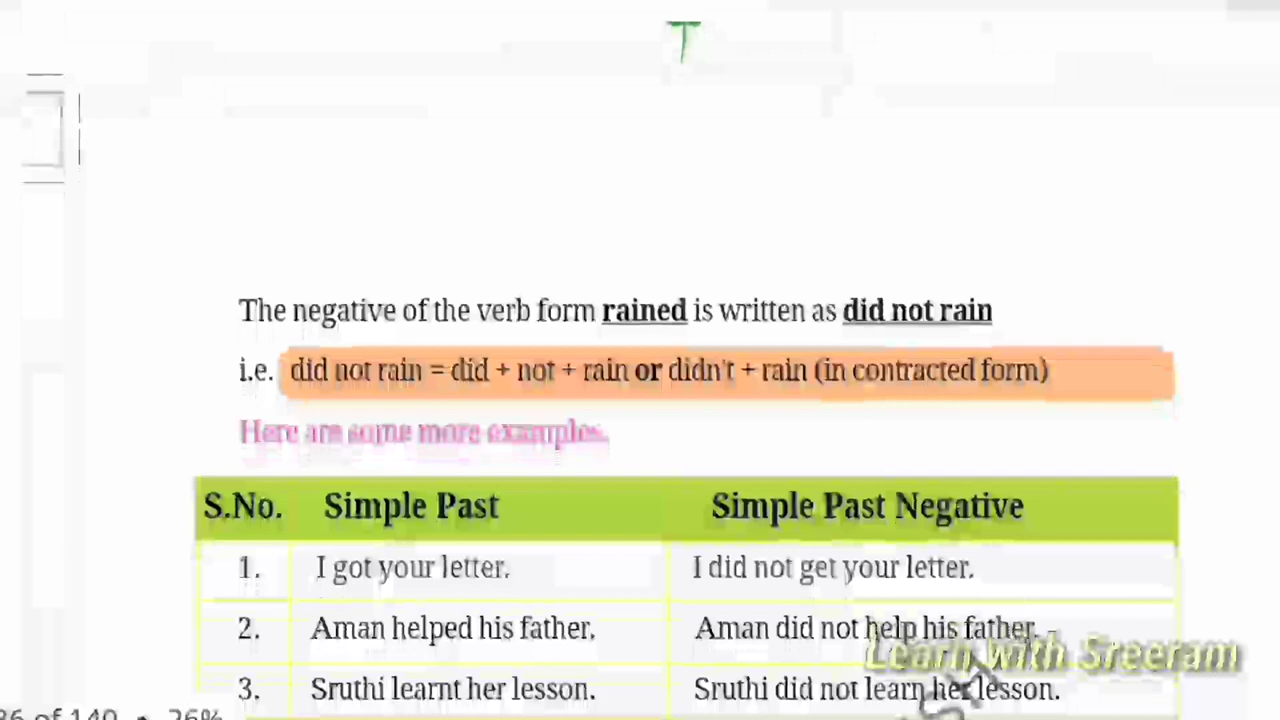 The negative of the verb form rained is written as did not rain
i.e. did not rain = did + not + rain or didn't + rain (in contracted form)
Here are some more examples.
S.No. Simple Past Simple Past Negative
1. I got your letter. I did not get your letter.
2. Aman helped his father. Aman did not help his father.
Learn with Sreeram
3. Sruthi learnt her lesson. Sruthi did not learn her lesson.
of 140 • 26%